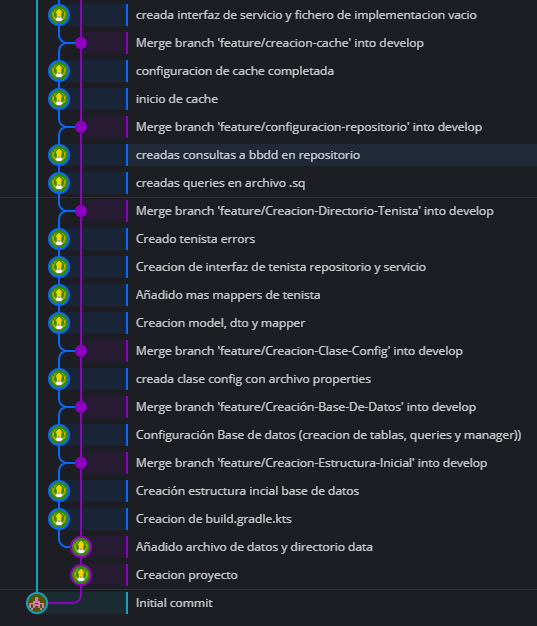 creada interfaz de servicio y fichero de implementacion vacio
Merge branch 'feature/creacion-cache' into develop
configuracion de cache completada
inicio de cache
Merge branch 'feature/configuracion-repositorio' into develop
creadas consultas a bbdd en repositorio
creadas queries en archivo .sq
Merge branch 'feature/Creacion-Directorio-Tenista' into develop
Creado tenista errors
Creacion de interfaz de tenista repositorio y servicio
Añadido mas mappers de tenista
Creacion model, dto y mapper
Merge branch 'feature/Creacion-Clase-Config' into develop
creada clase config con archivo properties
Merge branch 'feature/Creación-Base-De-Datos' into develop
Configuración Base de datos (creacion de tablas, queries y manager))
Merge branch 'feature/Creacion-Estructura-Inicial' into develop
Creación estructura incial base de datos
Creacion de build.gradle.kts
Añadido archivo de datos y directorio data
Creacion proyecto
Initial commit